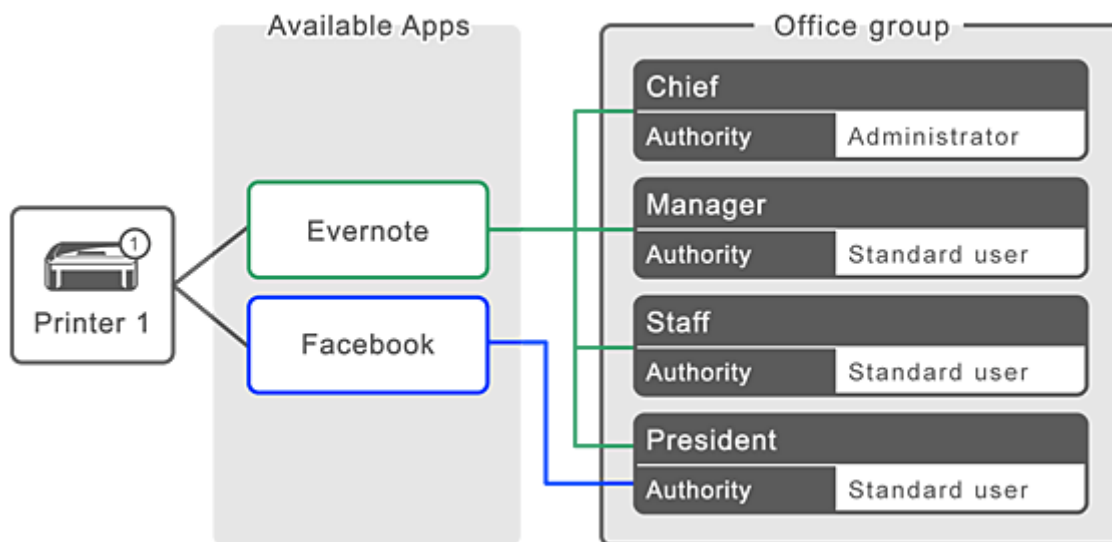 Available Apps
Office group
Chief
Authority Administrator
Manager
Authority Standard user
Staff
Authority Standard user
President
Authority Standard user
Evernote
Facebook
1
Printer 1